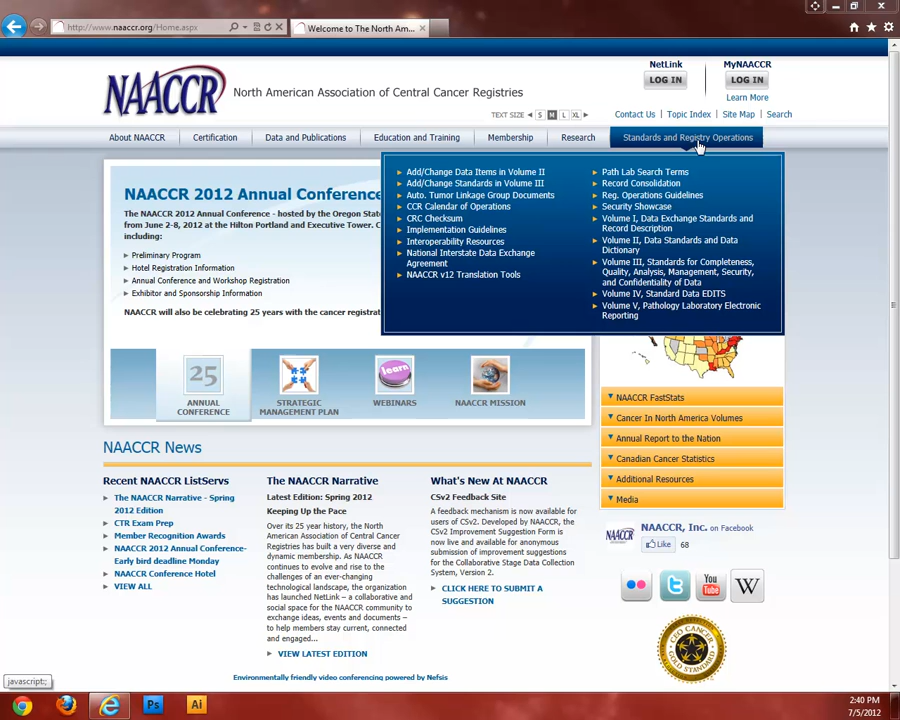 http://www.naaccr.org/Home.aspx
Welcome to The North Am...
NAACCR
North American Association of Central Cancer Registries
NetLink
LOG IN
MyNAACCR
LOG IN
Learn More
TEXT SIZE S M L XL
Contact Us | Topic Index | Site Map | Search
About NAACCR
Certification
Data and Publications
Education and Training
Membership
Research
Standards and Registry Operations
Add/Change Data Items in Volume II
Add/Change Standards in Volume III
Auto. Tumor Linkage Group Documents
CCR Calendar of Operations
CRC Checksum
Implementation Guidelines
Interoperability Resources
National Interstate Data Exchange
Agreement
NAACCR v12 Translation Tools
Path Lab Search Terms
Record Consolidation
Reg. Operations Guidelines
Security Showcase
Volume I, Data Exchange Standards and
Record Description
Volume II, Data Standards and Data
Dictionary
Volume III, Standards for Completeness,
Quality, Analysis, Management, Security,
and Confidentiality of Data
Volume IV, Standard Data EDITS
Volume V, Pathology Laboratory Electronic
Reporting
NAACCR 2012 Annual Conference
The NAACCR 2012 Annual Conference - hosted by the Oregon State
from June 2-8, 2012 at the Hilton Portland and Executive Tower. C
including:
Preliminary Program
Hotel Registration Information
Annual Conference and Workshop Registration
Exhibitor and Sponsorship Information
NAACCR will also be celebrating 25 years with the cancer registrat
25
ANNUAL
CONFERENCE
STRATEGIC
MANAGEMENT PLAN
learn
WEBINARS
NAACCR MISSION
NAACCR FastStats
Cancer In North America Volumes
Annual Report to the Nation
Canadian Cancer Statistics
Additional Resources
Media
NAACCR News
Recent NAACCR ListServs
The NAACCR Narrative - Spring
2012 Edition
CTR Exam Prep
Member Recognition Awards
NAACCR 2012 Annual Conference-
Early bird deadline Monday
NAACCR Conference Hotel
VIEW ALL
The NAACCR Narrative
Latest Edition: Spring 2012
Keeping Up the Pace
Over its 25 year history, the North
American Association of Central Cancer
Registries has built a very diverse and
dynamic membership. As NAACCR
continues to evolve and rise to the
challenges of an ever-changing
technological landscape, the organization
has launched NetLink – a collaborative and
social space for the NAACCR community to
exchange ideas, events and documents –
to help members stay current, connected
and engaged...
VIEW LATEST EDITION
What's New At NAACCR
CSv2 Feedback Site
A feedback mechanism is now available for
users of CSv2. Developed by NAACCR, the
CSv2 Improvement Suggestion Form is
now live and available for anonymous
submission of improvement suggestions
for the Collaborative Stage Data Collection
System, Version 2.
CLICK HERE TO SUBMIT A
SUGGESTION
NAACCR
NAACCR, Inc. on Facebook
Like 68
You
Tube
W
CEO CANCER
GOLD STANDARD
Environmentally friendly video conferencing powered by Nefsis
javascript:;
Ps
Ai
2:40 PM
7/5/2012